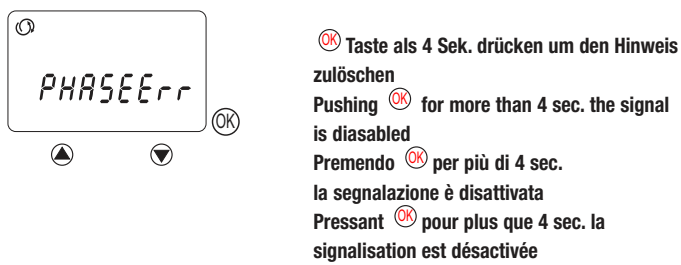 PHASEErr
OK
OK Taste als 4 Sek. drücken um den Hinweis
zulöschen
Pushing OK for more than 4 sec. the signal
is diasabled
Premendo OK per più di 4 sec.
la segnalazione è disattivata
Pressant OK pour plus que 4 sec. la
signalisation est désactivée